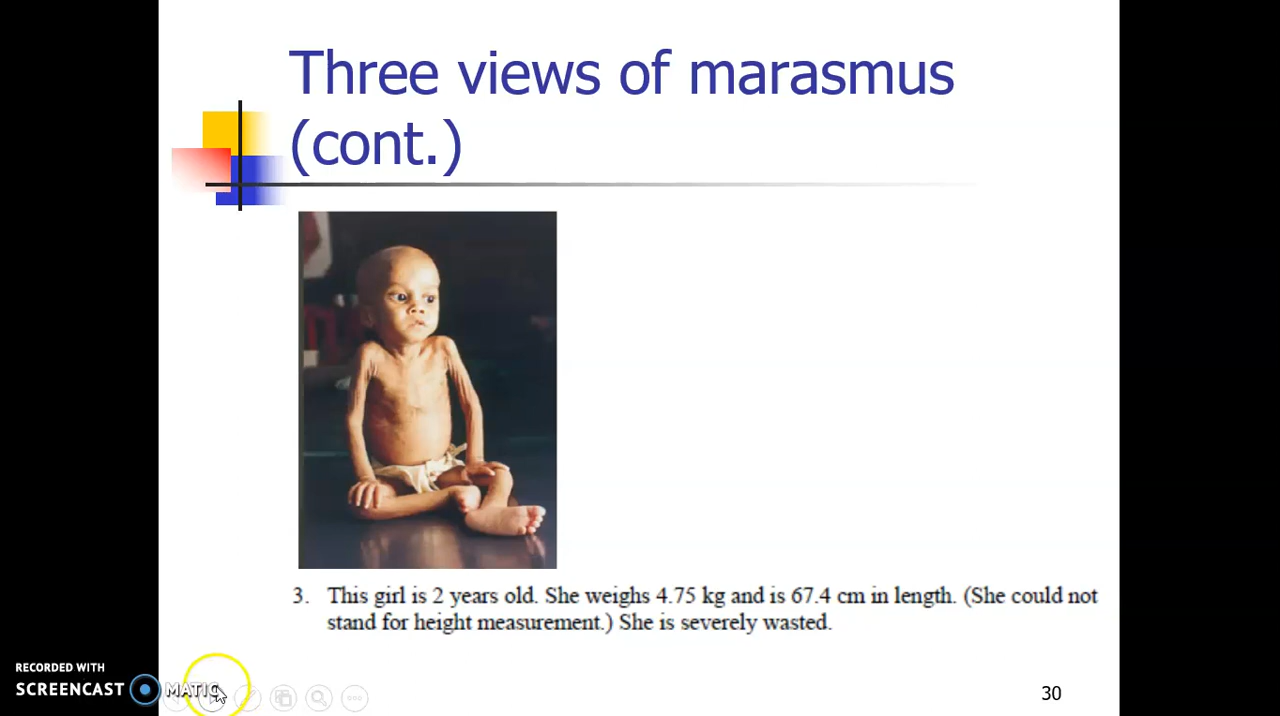 Three views of marasmus
(cont.)
3. This girl is 2 years old. She weighs 4.75 kg and is 67.4 cm in length. (She could not
stand for height measurement.) She is severely wasted.
RECORDED WITH
SCREENCAST MATIC
30